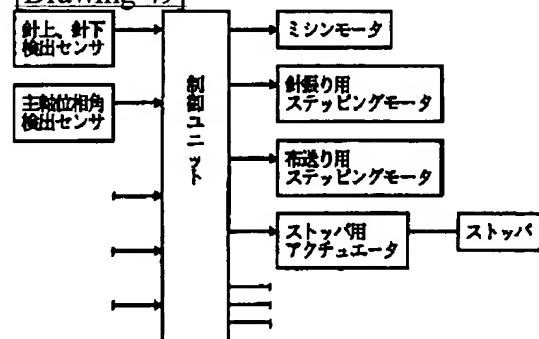 [Drawing 49]
針上、針下
検出センサ
主軸位相角
検出センサ
制御ユニット
ミシンモータ
針振り用
ステッピングモータ
布送り用
ステッピングモータ
ストッパ用
アクチュエータ
ストッパ